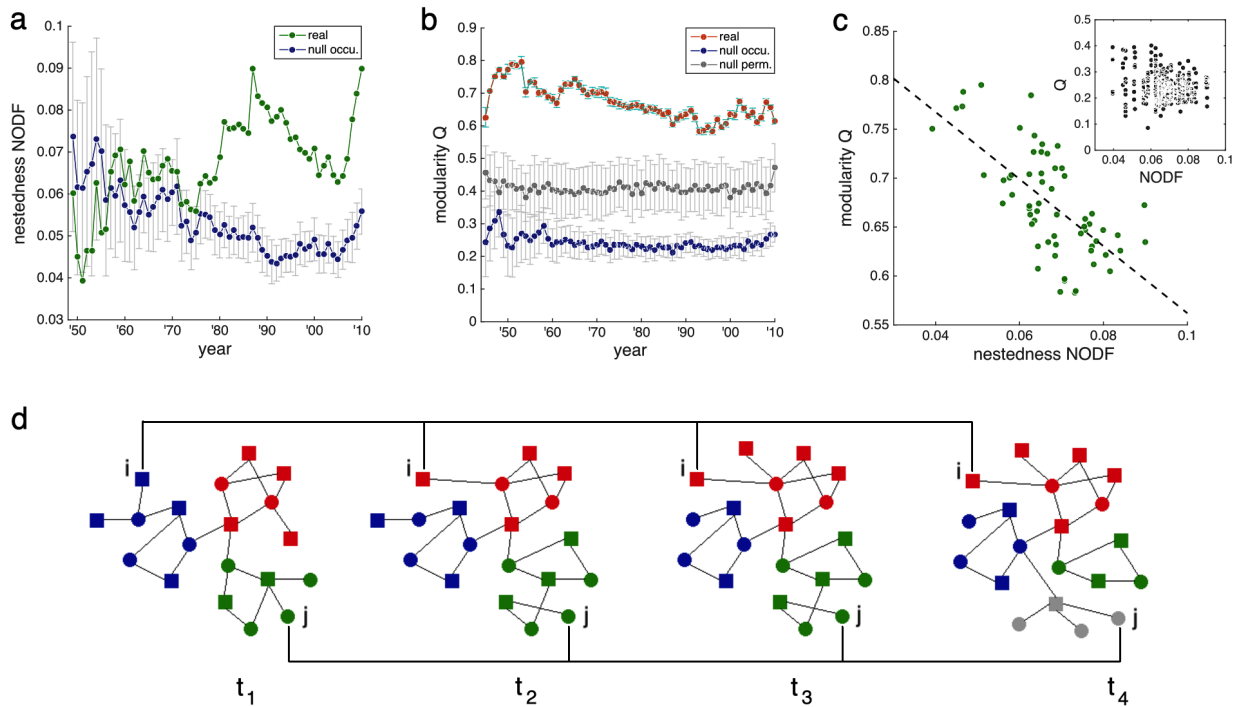 a
nestedness NODF
0.1
0.09
0.08
0.07
0.06
0.05
0.04
0.03
'50 '60 '70 '80 '90 '00 '10
year
real
null occu.
b
modularity Q
0.9
0.8
0.7
0.6
0.5
0.4
0.3
0.2
0.1
0
'50 '60 '70 '80 '90 '00 '10
year
real
null occu.
null perm.
c
modularity Q
0.85
0.8
0.75
0.7
0.65
0.6
0.55
0.04 0.06 0.08 0.1
nestedness NODF
Q
0.5
0.4
0.3
0.2
0.1
0
0.04 0.06 0.08 0.1
NODF
d
i i i i
j j j j
t1 t2 t3 t4